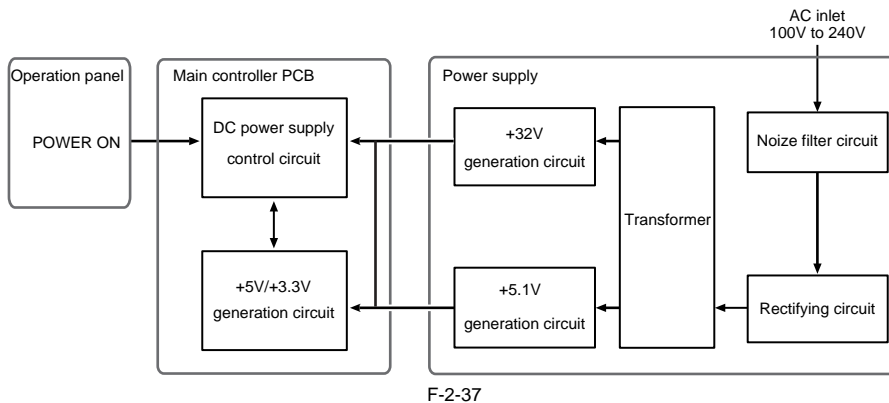 AC inlet
100V to 240V
Operation panel
POWER ON
Main controller PCB
DC power supply
control circuit
+5V/+3.3V
generation circuit
Power supply
+32V
generation circuit
+5.1V
generation circuit
Transformer
Noize filter circuit
Rectifying circuit
F-2-37